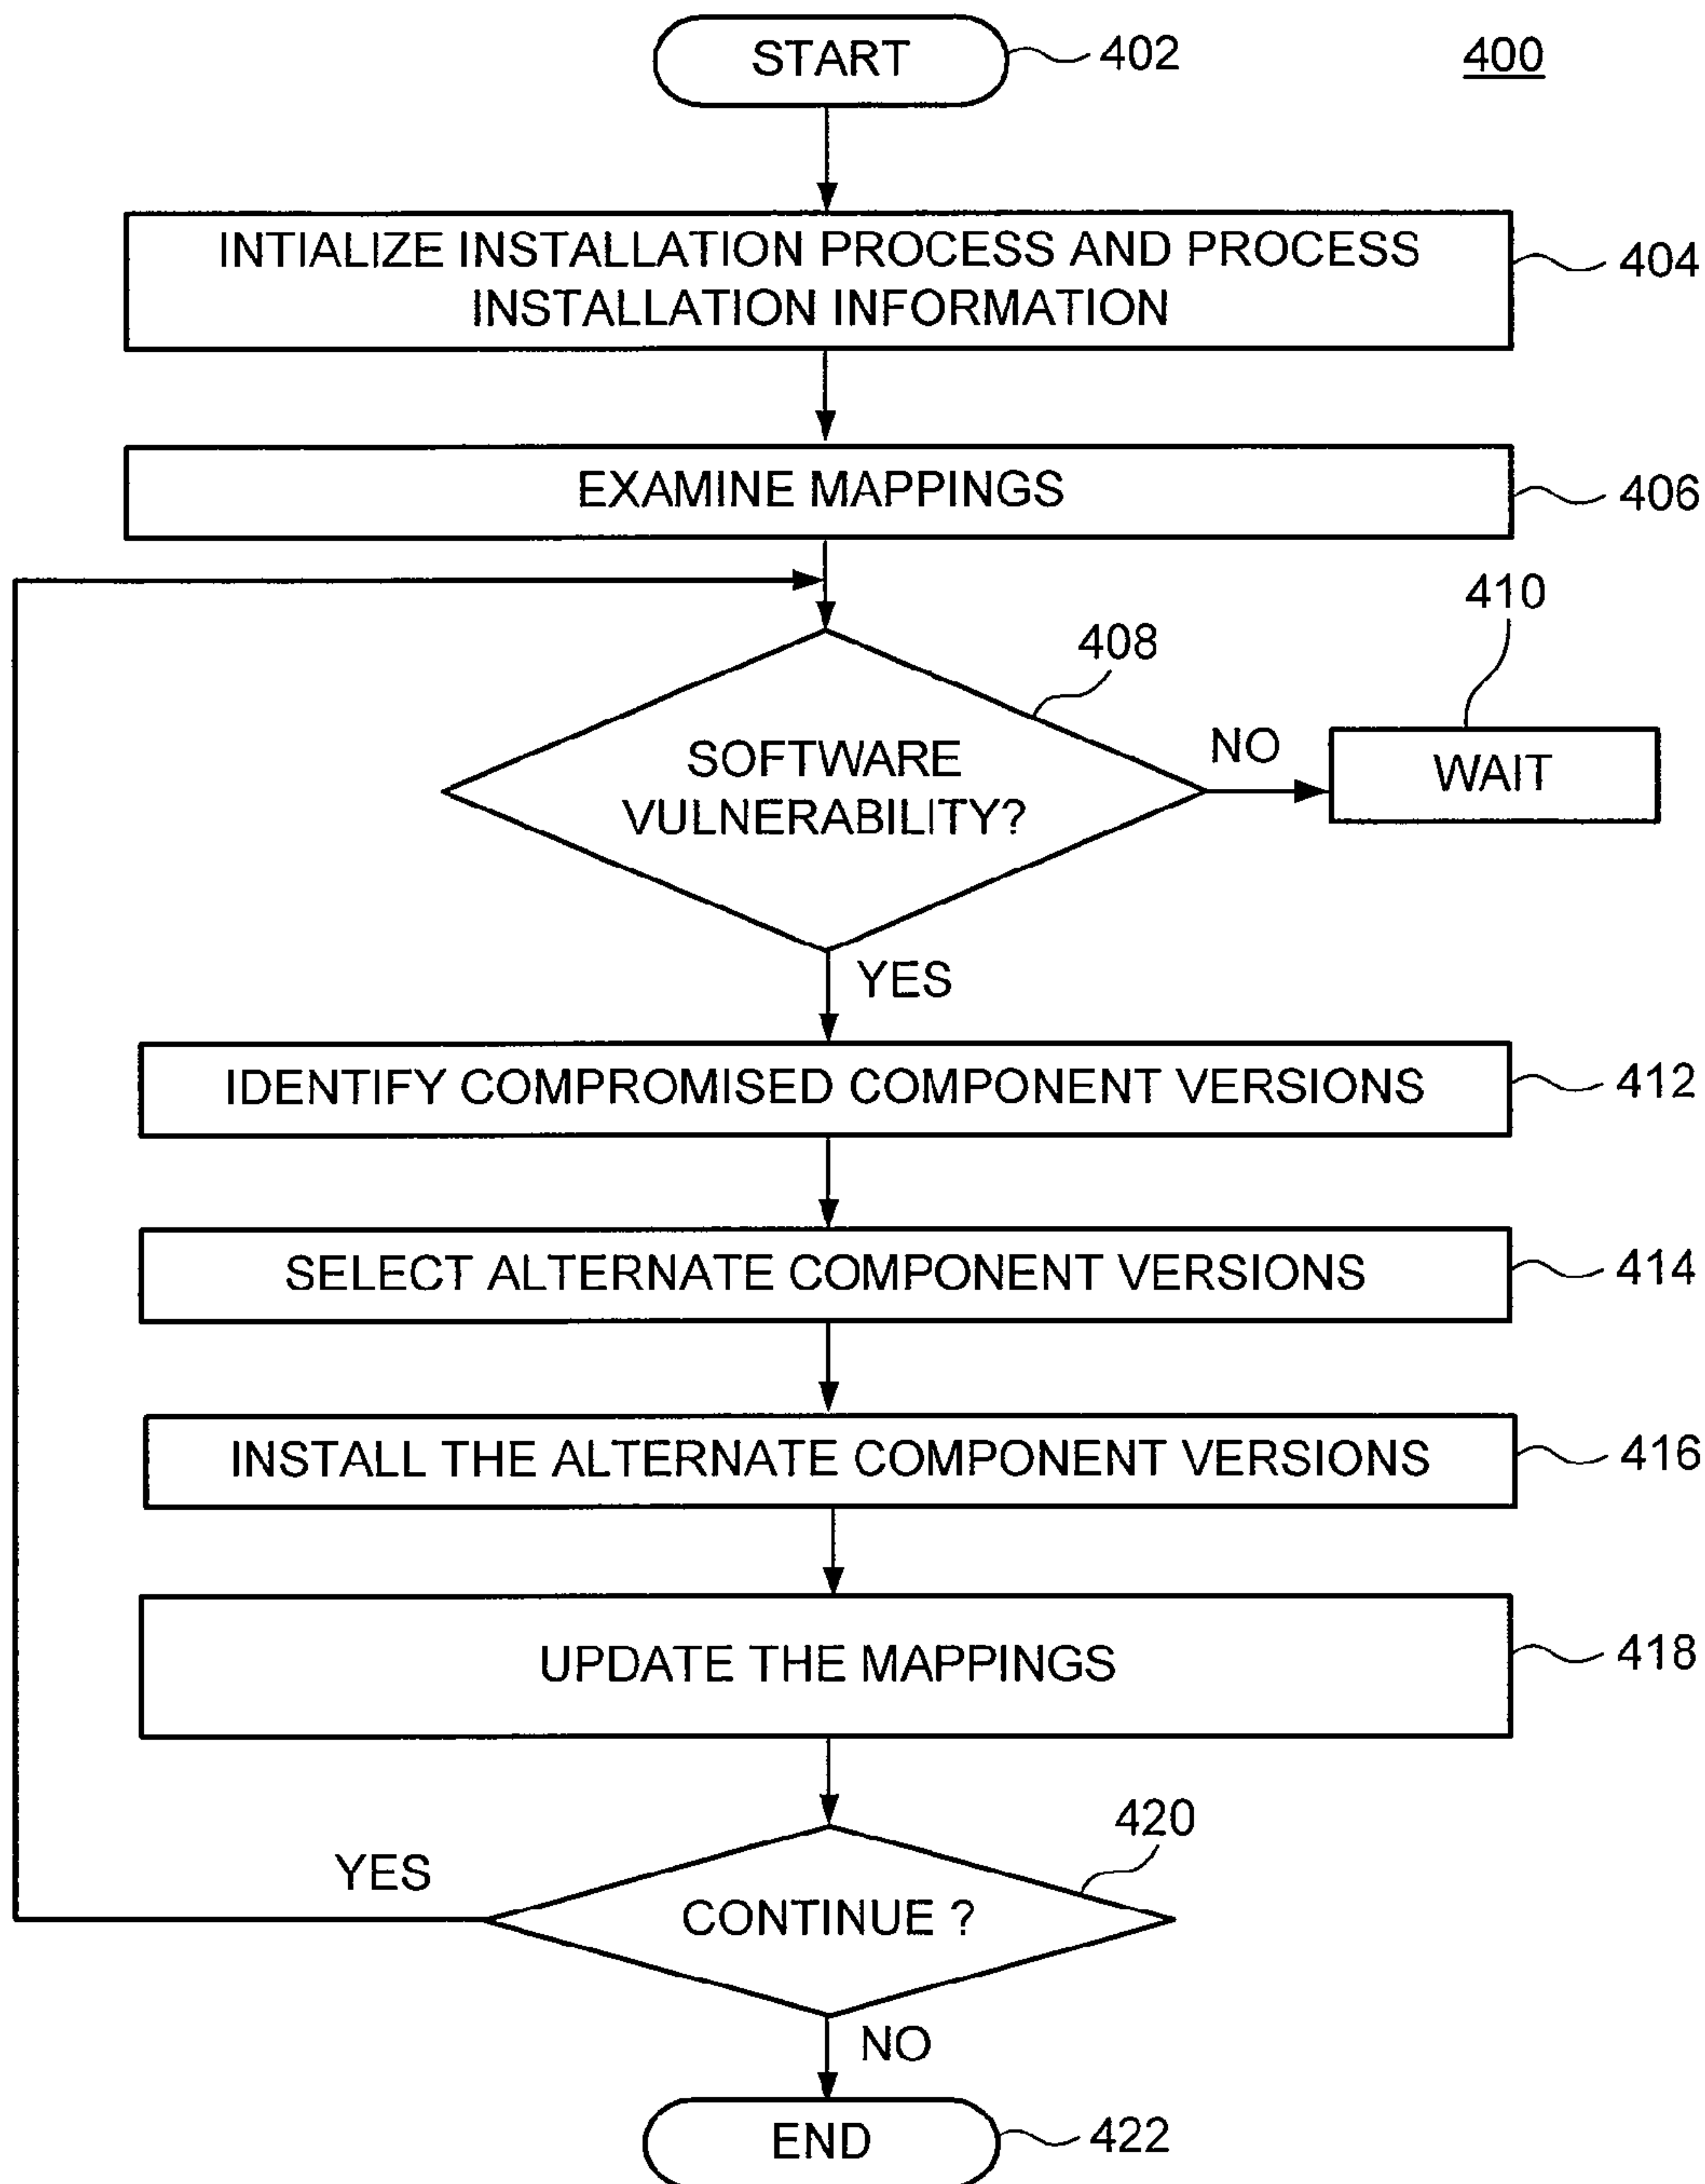 START
402
400
INTIALIZE INSTALLATION PROCESS AND PROCESS
INSTALLATION INFORMATION
404
EXAMINE MAPPINGS
406
408
410
SOFTWARE
VULNERABILITY?
NO
WAIT
YES
IDENTIFY COMPROMISED COMPONENT VERSIONS
412
SELECT ALTERNATE COMPONENT VERSIONS
414
INSTALL THE ALTERNATE COMPONENT VERSIONS
416
UPDATE THE MAPPINGS
418
420
YES
CONTINUE ?
NO
END
422